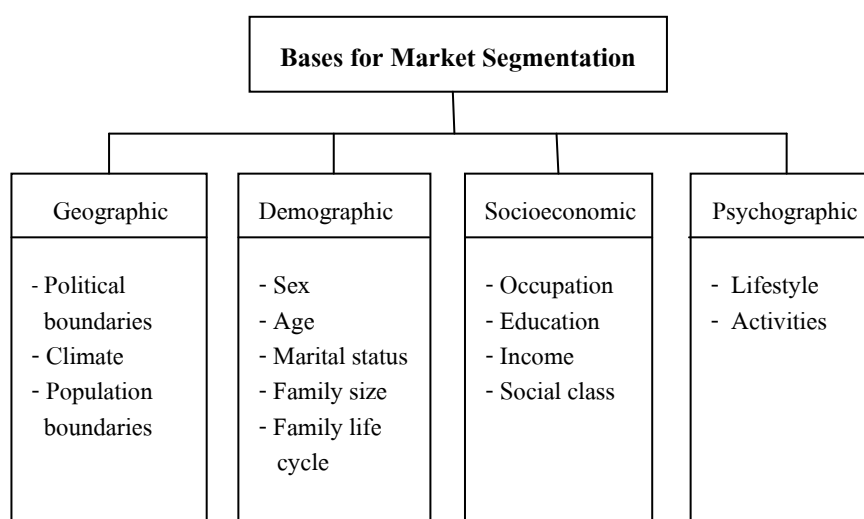 Bases for Market Segmentation
Geographic
- Political
boundaries
- Climate
- Population
boundaries
Demographic
- Sex
- Age
- Marital status
- Family size
- Family life
cycle
Socioeconomic
- Occupation
- Education
- Income
- Social class
Psychographic
- Lifestyle
- Activities